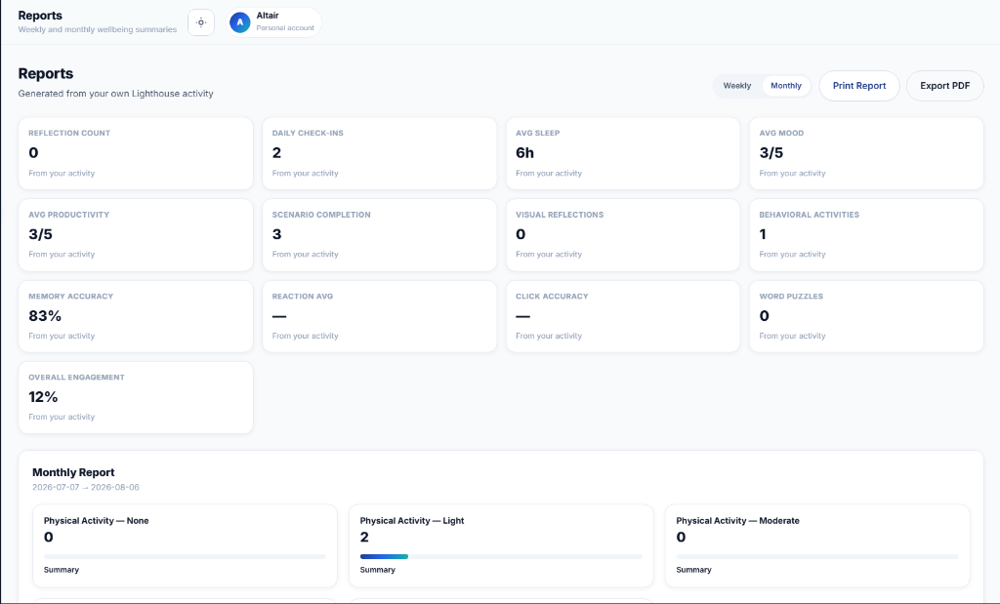 Reports
Weekly and monthly wellbeing summaries
A
Altair
Personal account
Reports
Generated from your own Lighthouse activity
Weekly
Monthly
Print Report
Export PDF
REFLECTION COUNT
0
From your activity
DAILY CHECK-INS
2
From your activity
AVG SLEEP
6h
From your activity
AVG MOOD
3/5
From your activity
AVG PRODUCTIVITY
3/5
From your activity
SCENARIO COMPLETION
3
From your activity
VISUAL REFLECTIONS
0
From your activity
BEHAVIORAL ACTIVITIES
1
From your activity
MEMORY ACCURACY
83%
From your activity
REACTION AVG
—
From your activity
CLICK ACCURACY
—
From your activity
WORD PUZZLES
0
From your activity
OVERALL ENGAGEMENT
12%
From your activity
Monthly Report
2026-07-07 → 2026-08-06
Physical Activity — None
0
Summary
Physical Activity — Light
2
Summary
Physical Activity — Moderate
0
Summary